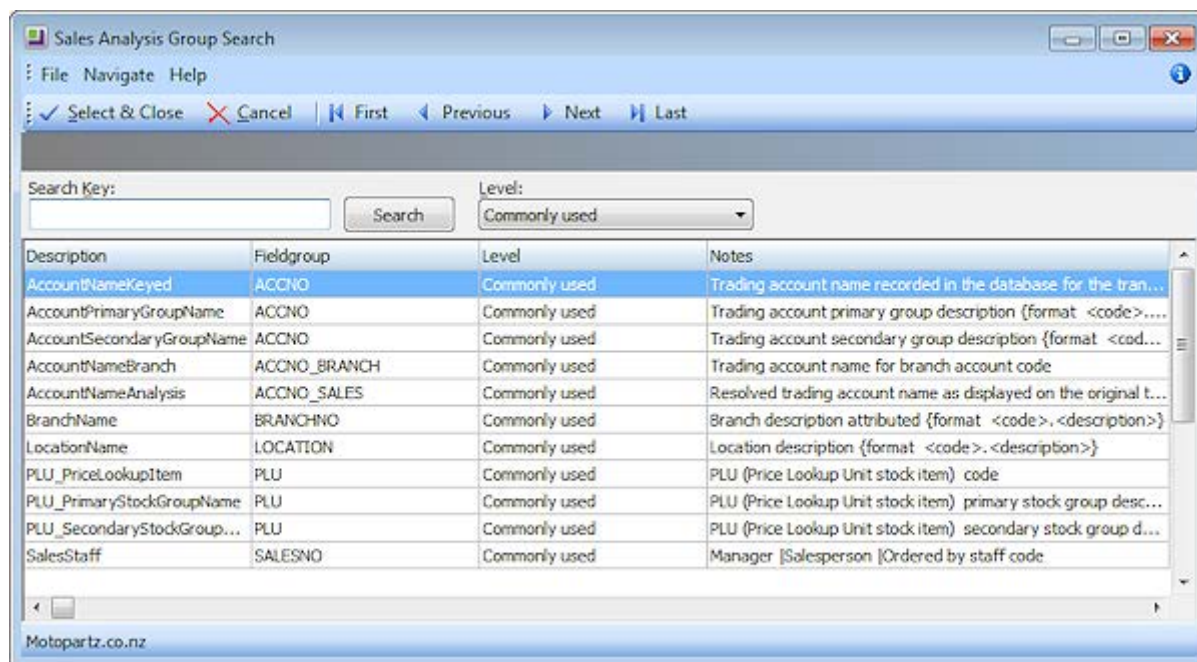 Sales Analysis Group Search
File Navigate Help
Select & Close Cancel First Previous Next Last
Search Key: Level:
Search Commonly used
Description Fieldgroup Level Notes
AccountNameKeyed ACCNO Commonly used Trading account name recorded in the database for the tran...
AccountPrimaryGroupName ACCNO Commonly used Trading account primary group description {format <code>....
AccountSecondaryGroupName ACCNO Commonly used Trading account secondary group description {format <cod...
AccountNameBranch ACCNO_BRANCH Commonly used Trading account name for branch account code
AccountNameAnalysis ACCNO_SALES Commonly used Resolved trading account name as displayed on the original t...
BranchName BRANCHNO Commonly used Branch description attributed {format <code>.<description>}
LocationName LOCATION Commonly used Location description {format <code>.<description>}
PLU_PriceLookupItem PLU Commonly used PLU (Price Lookup Unit stock item) code
PLU_PrimaryStockGroupName PLU Commonly used PLU (Price Lookup Unit stock item) primary stock group desc...
PLU_SecondaryStockGroup... PLU Commonly used PLU (Price Lookup Unit stock item) secondary stock group d...
SalesStaff SALESNO Commonly used Manager |Salesperson |Ordered by staff code
Motopartz.co.nz